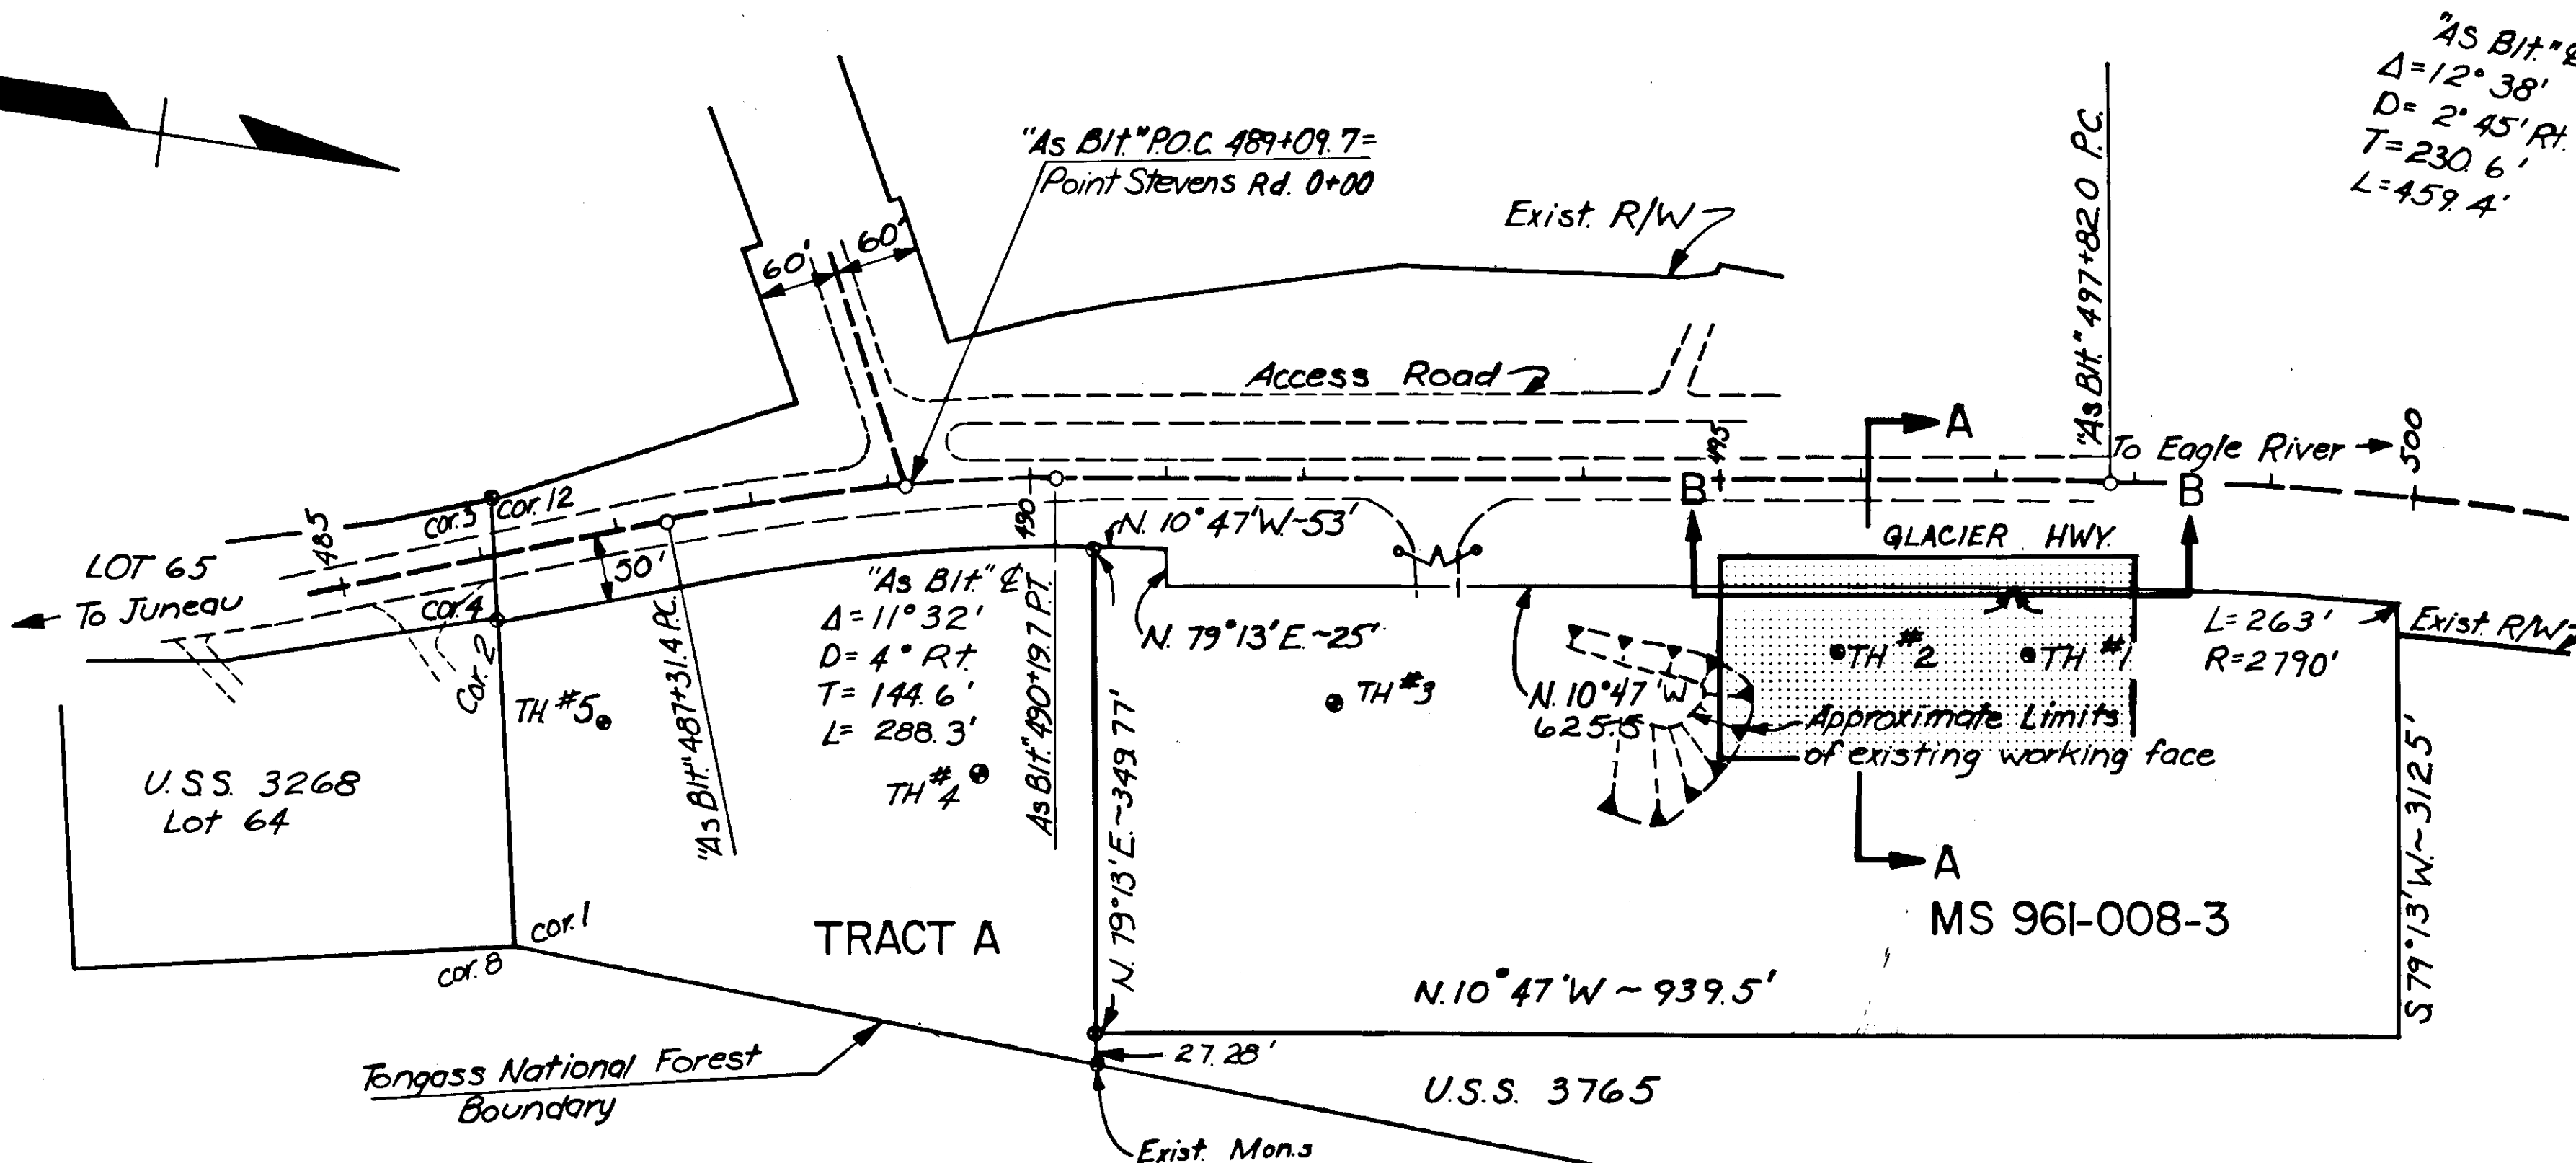 "As Blt." ℄
Δ=12°38'
D= 2°45' Rt.
T=230.6'
L=459.4'
"As Blt." P.O.C. 489+09.7=
Point Stevens Rd. 0+00
Exist. R/W
"As Blt." 497+82.0 P.C.
60'
60'
Access Road
A
To Eagle River
500
495
B
B
cor. 3
cor. 12
485
490
N. 10°47'W.~53'
GLACIER HWY.
LOT 65
To Juneau
50'
cor. 4
Cor. 2
"As Blt." ℄
Δ=11°32'
D= 4° Rt.
T= 144.6'
L= 288.3'
"As Blt." 487+31.4 P.C.
As Blt." 490+19.7 P.T.
N. 79°13'E.~25'
L=263'
R=2790'
Exist. R/W
TH #2
TH #1
TH #3
TH #5
TH #4
N. 10°47'W
625.5
Approximate Limits
of existing working face
U.S.S. 3268
Lot 64
N. 79°13'E.~349.77'
S79°13'W.~312.5'
A
MS 961-008-3
TRACT A
cor. 1
cor. 8
N. 10°47'W ~ 939.5'
27.28'
Tongass National Forest
Boundary
U.S.S. 3765
Exist. Mon.s